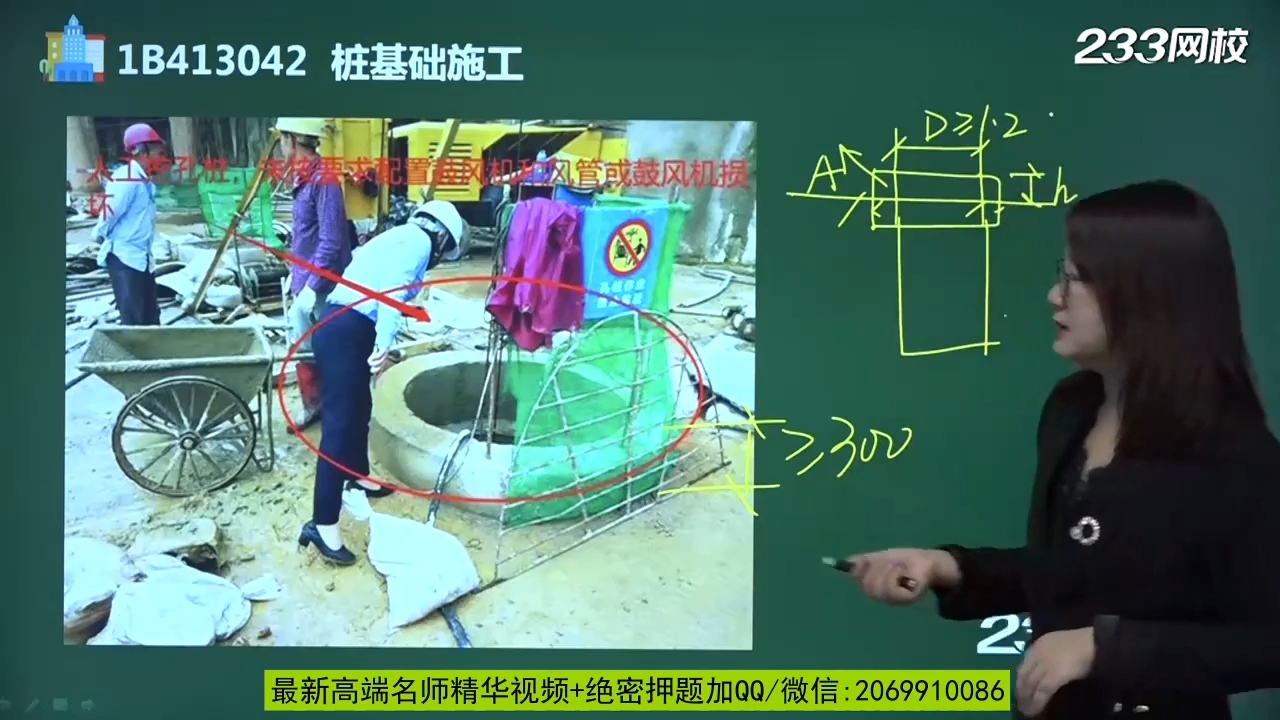 1B413042 桩基础施工
233网校
-人工挖孔桩，未按要求配置鼓风机和风管或鼓风机损
坏
D≥1.2
A
h
≥300
最新高端名师精华视频+绝密押题加QQ/微信:2069910086